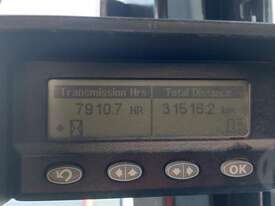 Transmission Hrs
Total Distance
7910.7 HR
31516.2 km
OK